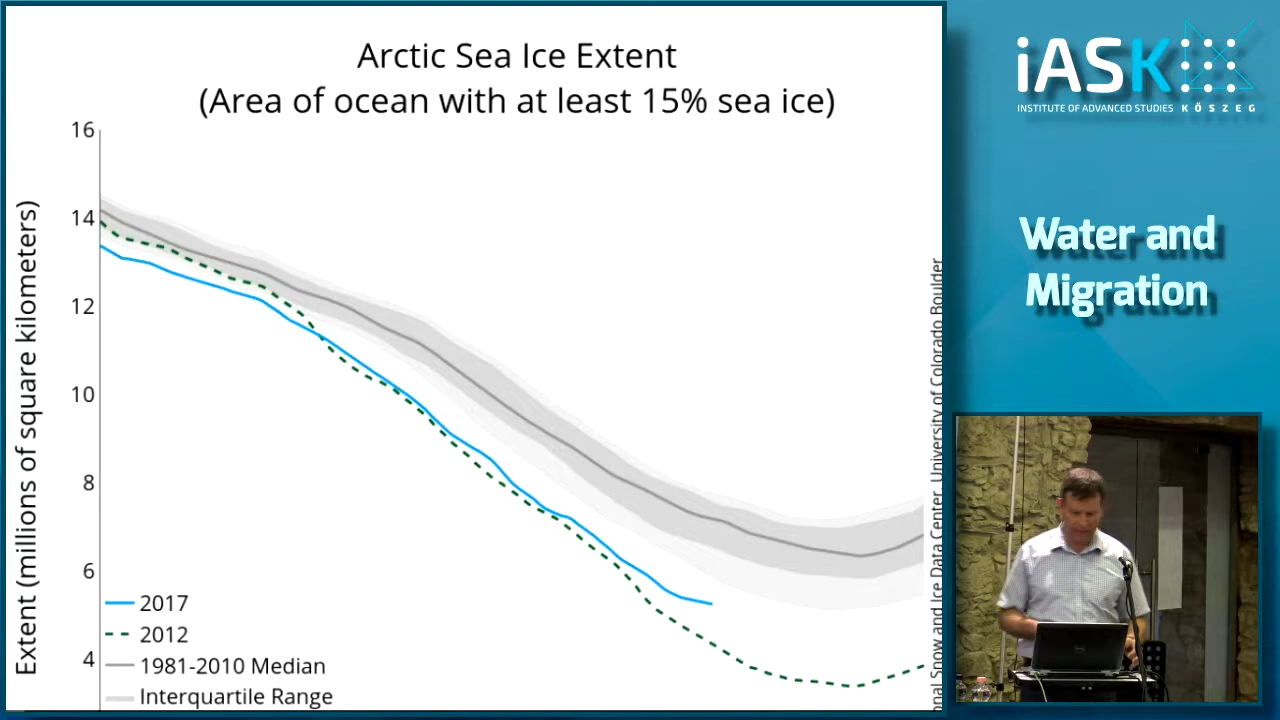 Arctic Sea Ice Extent
(Area of ocean with at least 15% sea ice)
16
14
12
10
8
6
4
Extent (millions of square kilometers)
2017
2012
1981-2010 Median
Interquartile Range
Snow and Ice Data Center, University of Colorado Boulder
iASK
INSTITUTE OF ADVANCED STUDIES KŐSZEG
Water and
Migration